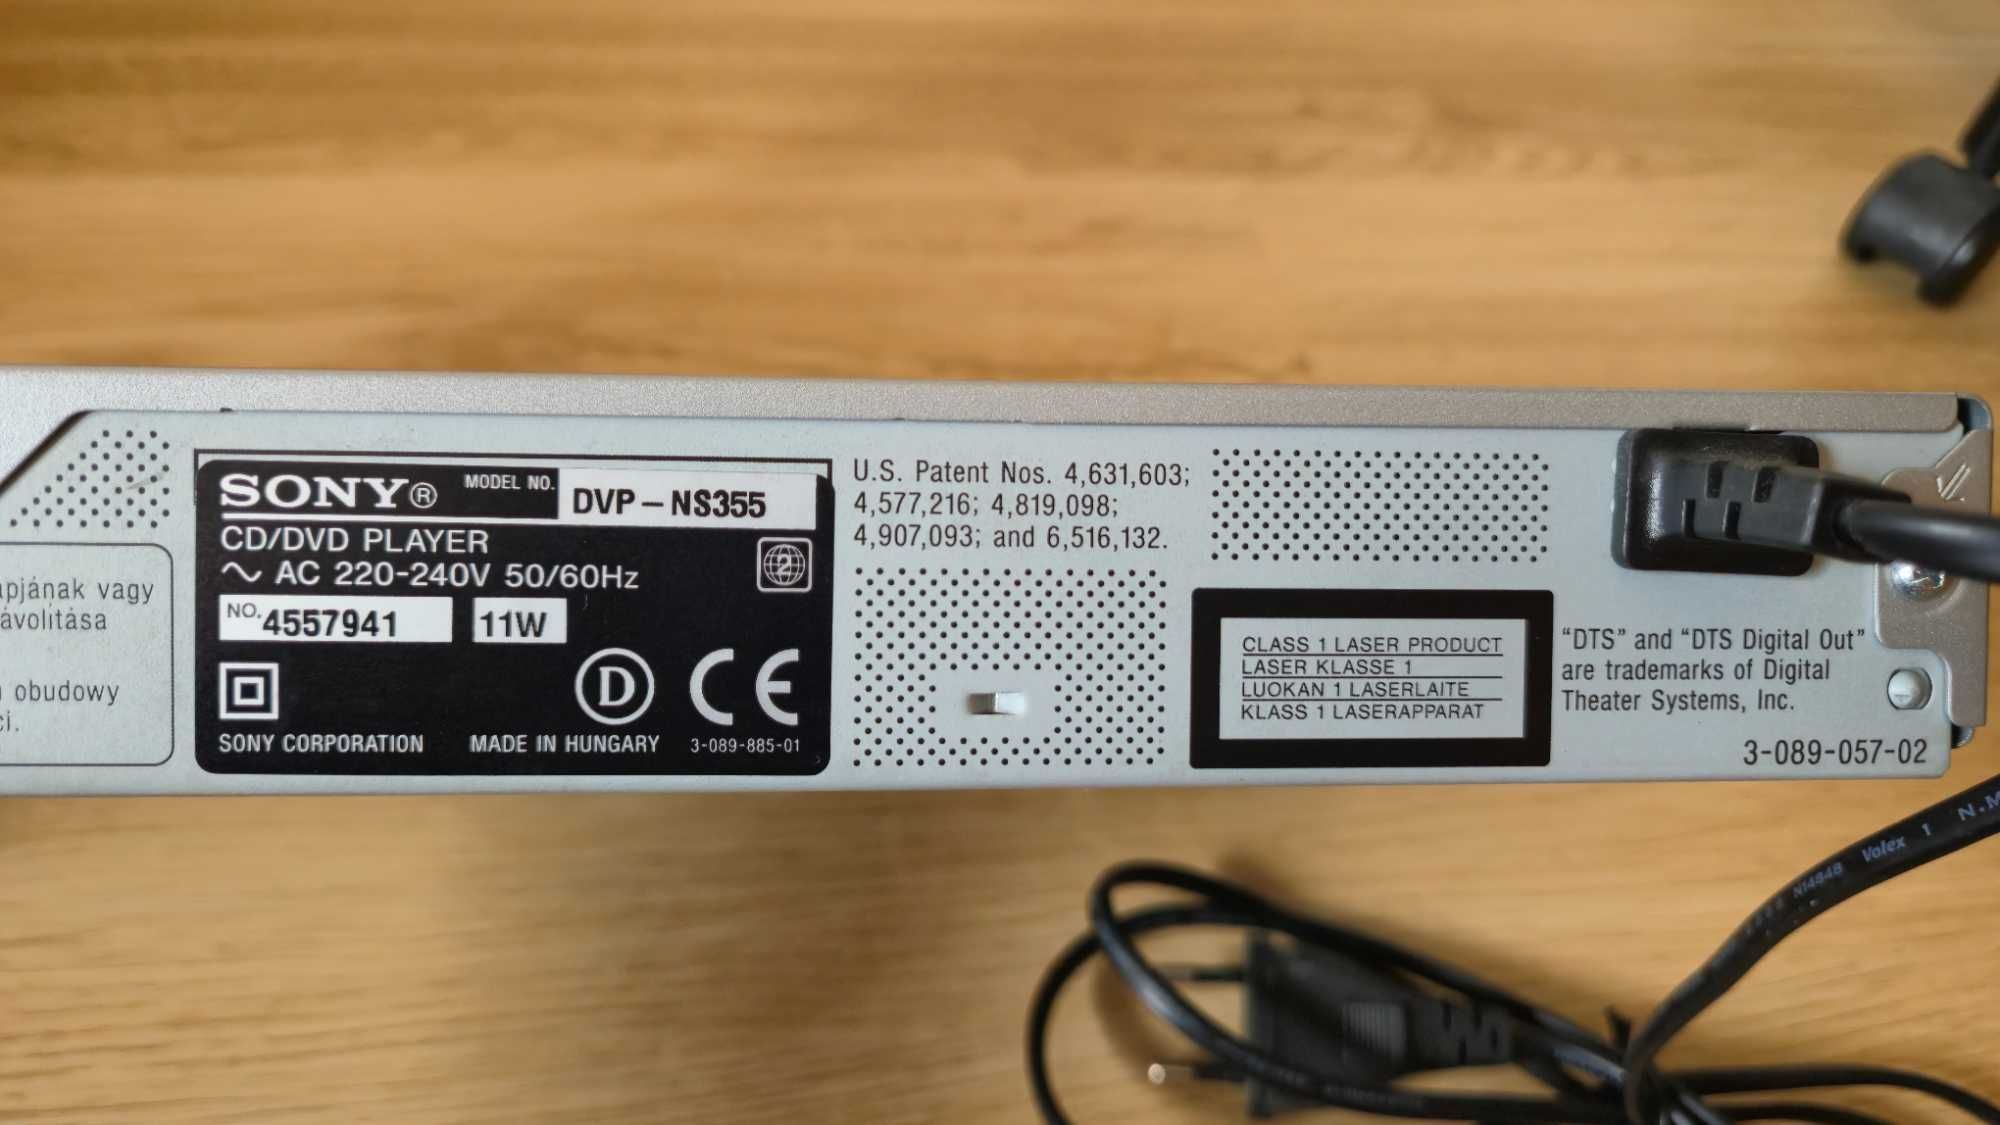 apjának vagy
ávolítása
obudowy
ci.
SONY® MODEL NO. DVP-NS355
CD/DVD PLAYER
~ AC 220-240V 50/60Hz
2
NO. 4557941 11W
D CE
SONY CORPORATION MADE IN HUNGARY 3-089-885-01
U.S. Patent Nos. 4,631,603;
4,577,216; 4,819,098;
4,907,093; and 6,516,132.
CLASS 1 LASER PRODUCT
LASER KLASSE 1
LUOKAN 1 LASERLAITE
KLASS 1 LASERAPPARAT
"DTS" and "DTS Digital Out"
are trademarks of Digital
Theater Systems, Inc.
3-089-057-02
N14848 Volex 1 N.M